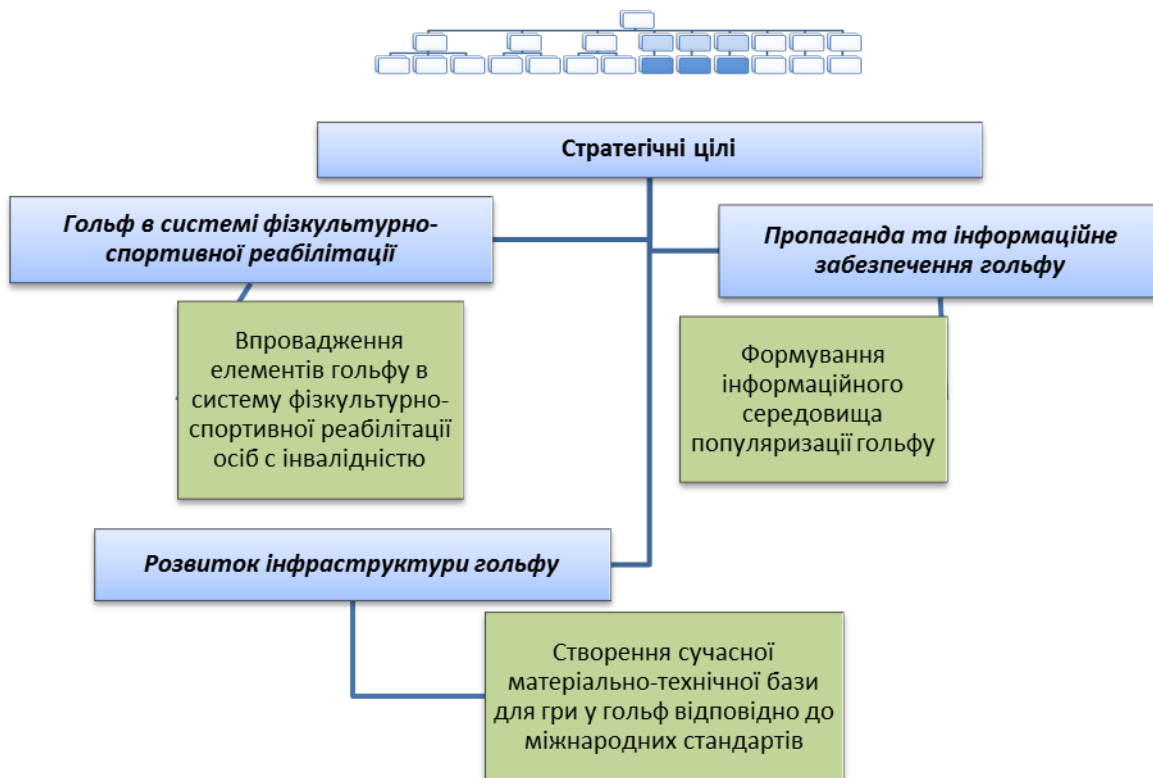 Стратегічні цілі
Гольф в системі фізкультурно-
спортивної реабілітації
Пропаганда та інформаційне
забезпечення гольфу
Впровадження
елементів гольфу в
систему фізкультурно-
спортивної реабілітації
осіб с інвалідністю
Формування
інформаційного
середовища
популяризації гольфу
Розвиток інфраструктури гольфу
Створення сучасної
матеріально-технічної бази
для гри у гольф відповідно до
міжнародних стандартів